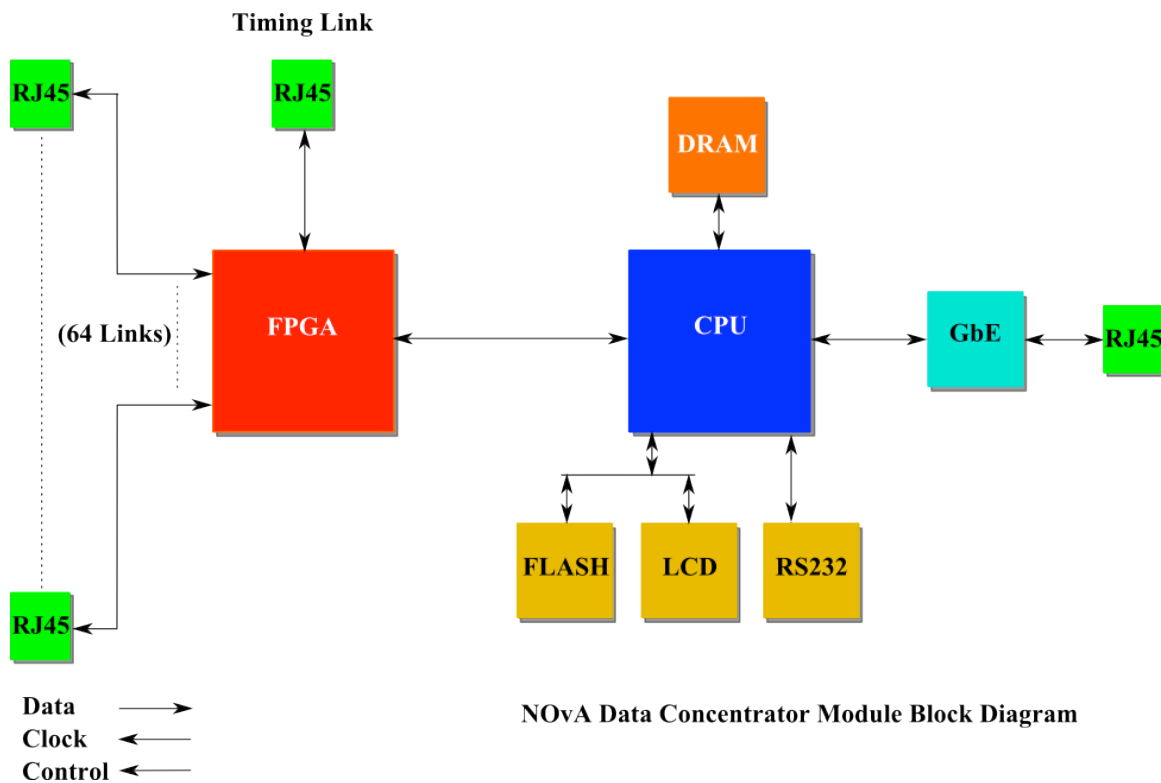 Timing Link
RJ45
RJ45
DRAM
(64 Links)
FPGA
CPU
GbE
RJ45
FLASH
LCD
RS232
RJ45
Data
Clock
Control
NOvA Data Concentrator Module Block Diagram